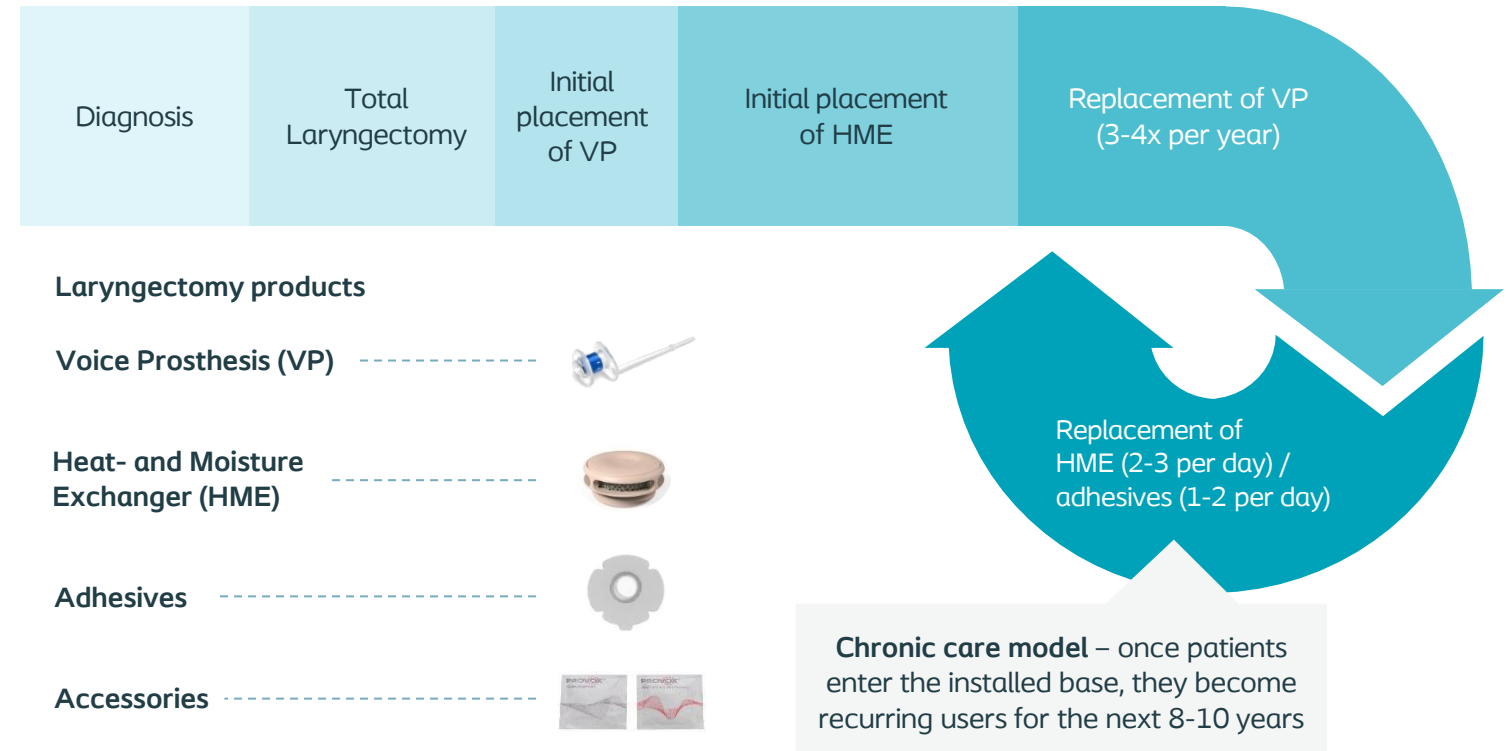 Diagnosis
Total
Laryngectomy
Initial
placement
of VP
Initial placement
of HME
Replacement of VP
(3-4x per year)
Laryngectomy products
Voice Prosthesis (VP)
Heat- and Moisture
Exchanger (HME)
Adhesives
Accessories
PROVOX
PROVOX
Replacement of
HME (2-3 per day) /
adhesives (1-2 per day)
Chronic care model – once patients
enter the installed base, they become
recurring users for the next 8-10 years